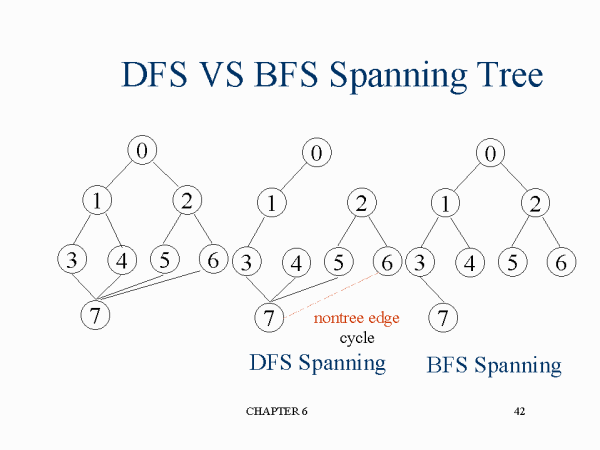 DFS VS BFS Spanning Tree
0 0 0
1 2 1 2 1 2
3 4 5 6 3 4 5 6 3 4 5 6
7 7 7
nontree edge
cycle
DFS Spanning BFS Spanning
CHAPTER 6 42